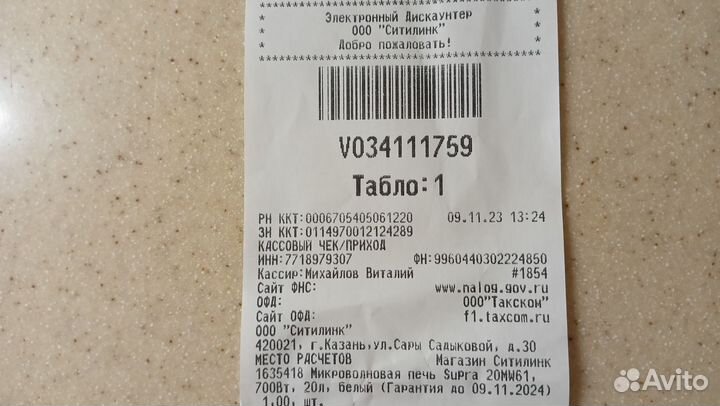 * Электронный Дискаунтер *
* ООО "Ситилинк" *
* Добро пожаловать! *
V034111759
Табло:1
РН ККТ:0006705405061220 09.11.23 13:24
ЗН ККТ:0114970012124289
КАССОВЫЙ ЧЕК/ПРИХОД
ИНН:7718979307 ФН:9960440302224850
Кассир:Михайлов Виталий #1854
Сайт ФНС: www.nalog.gov.ru
ОФД: ООО"Такском"
Сайт ОФД: f1.taxcom.ru
ООО "Ситилинк"
420021, г.Казань,ул.Сары Садыковой, д.30
МЕСТО РАСЧЕТОВ Магазин Ситилинк
1635418 Микроволновая печь Supra 20MW61,
700Вт, 20л, белый (Гарантия до 09.11.2024)
1.00, шт.
Avito